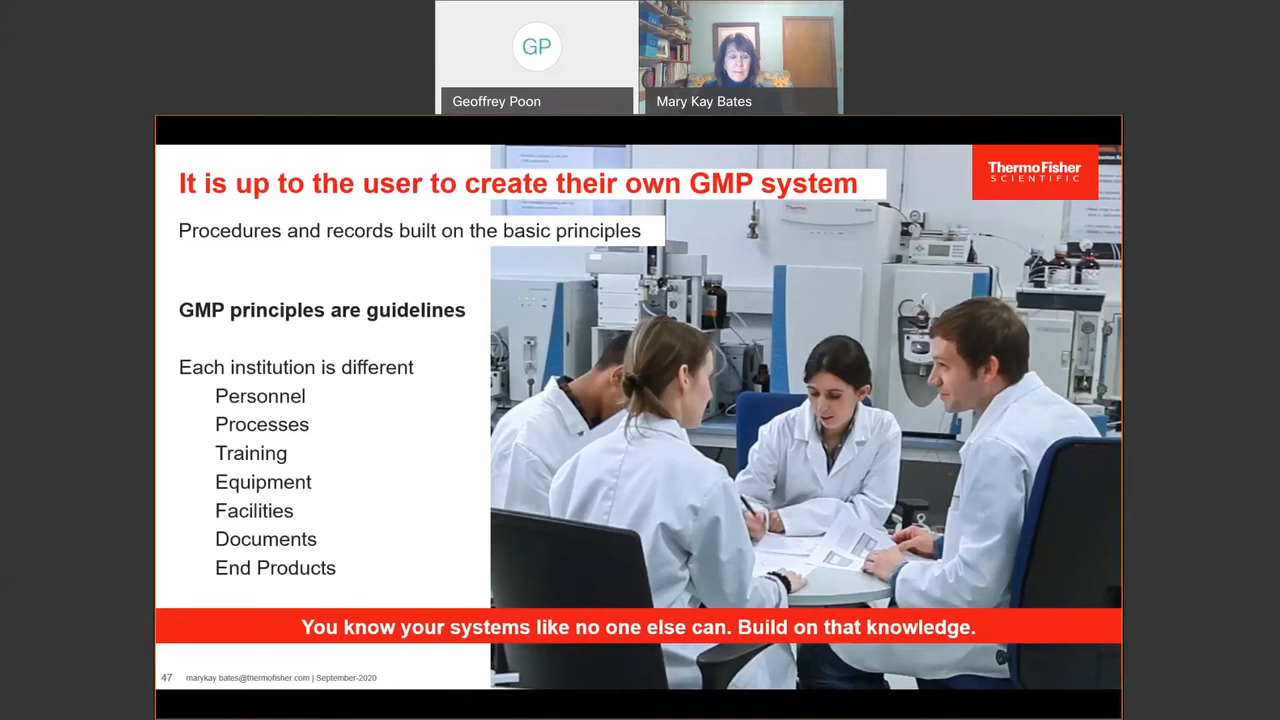 GP
Geoffrey Poon
Mary Kay Bates
ThermoFisher
SCIENTIFIC
It is up to the user to create their own GMP system
Procedures and records built on the basic principles
GMP principles are guidelines
Each institution is different
Personnel
Processes
Training
Equipment
Facilities
Documents
End Products
You know your systems like no one else can. Build on that knowledge.
47 marykay.bates@thermofisher.com | September-2020